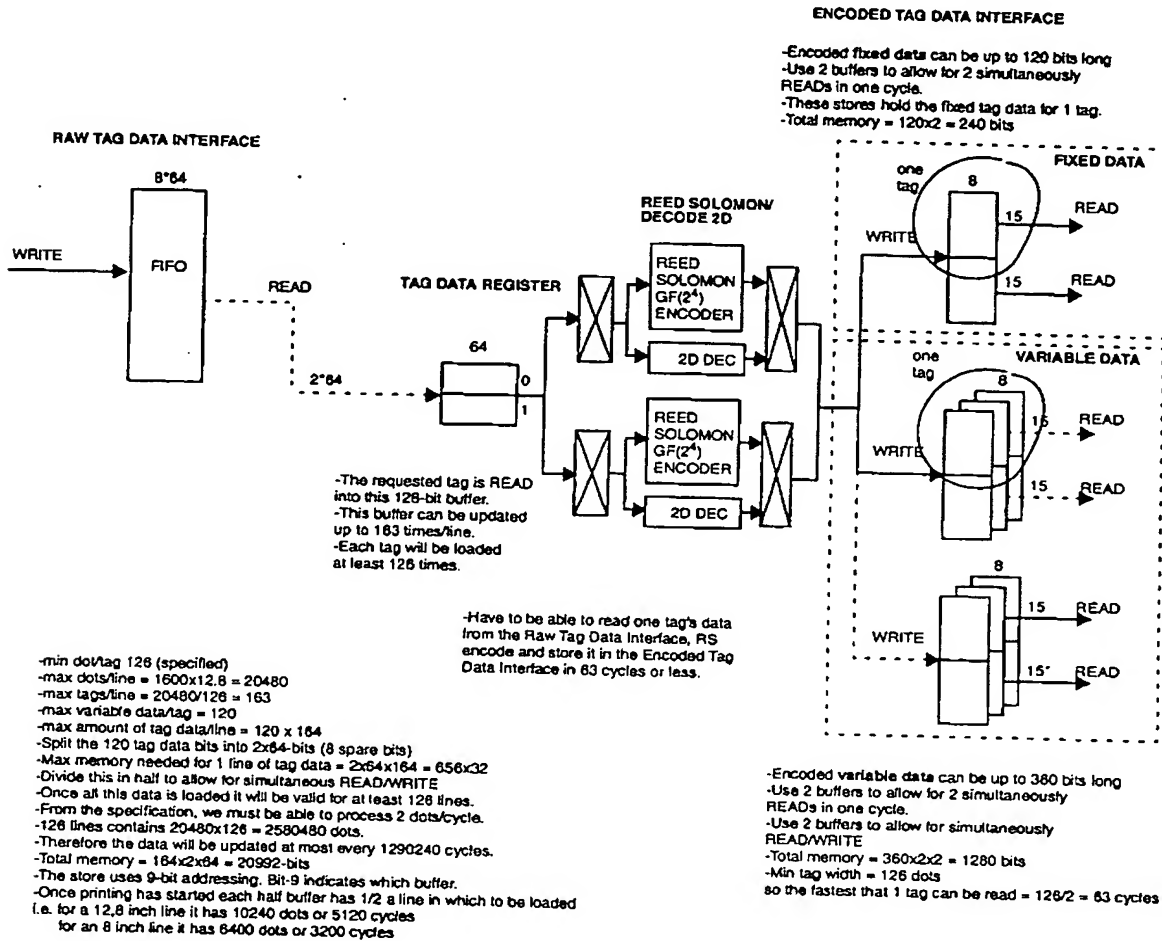 ENCODED TAG DATA INTERFACE
-Encoded fixed data can be up to 120 bits long
-Use 2 buffers to allow for 2 simultaneously
READs in one cycle.
-These stores hold the fixed tag data for 1 tag.
-Total memory = 120x2 = 240 bits
RAW TAG DATA INTERFACE
8*64
WRITE
FIFO
READ
2*64
TAG DATA REGISTER
64
0
1
-The requested tag is READ
into this 128-bit buffer.
-This buffer can be updated
up to 163 times/line.
-Each tag will be loaded
at least 126 times.
REED SOLOMON/
DECODE 2D
REED
SOLOMON
GF(2⁴)
ENCODER
2D DEC
REED
SOLOMON
GF(2⁴)
ENCODER
2D DEC
-Have to be able to read one tag's data
from the Raw Tag Data Interface, RS
encode and store it in the Encoded Tag
Data Interface in 63 cycles or less.
FIXED DATA
one
tag
8
WRITE
15
READ
15
READ
VARIABLE DATA
one
tag
8
WRITE
15
READ
15
READ
8
WRITE
15
READ
15"
READ
-min dot/tag 126 (specified)
-max dots/line = 1600x12.8 = 20480
-max tags/line = 20480/126 = 163
-max variable data/tag = 120
-max amount of tag data/line = 120 x 164
-Split the 120 tag data bits into 2x64-bits (8 spare bits)
-Max memory needed for 1 line of tag data = 2x64x164 = 656x32
-Divide this in half to allow for simultaneous READ/WRITE
-Once all this data is loaded it will be valid for at least 126 lines.
-From the specification, we must be able to process 2 dots/cycle.
-126 lines contains 20480x126 = 2580480 dots.
-Therefore the data will be updated at most every 1290240 cycles.
-Total memory = 164x2x64 = 20992-bits
-The store uses 9-bit addressing. Bit-9 indicates which buffer.
-Once printing has started each half buffer has 1/2 a line in which to be loaded
i.e. for a 12,8 inch line it has 10240 dots or 5120 cycles
for an 8 inch line it has 6400 dots or 3200 cycles
-Encoded variable data can be up to 360 bits long
-Use 2 buffers to allow for 2 simultaneously
READs in one cycle.
-Use 2 buffers to allow for simultaneously
READ/WRITE
-Total memory = 360x2x2 = 1280 bits
-Min tag width = 126 dots
so the fastest that 1 tag can be read = 126/2 = 63 cycles